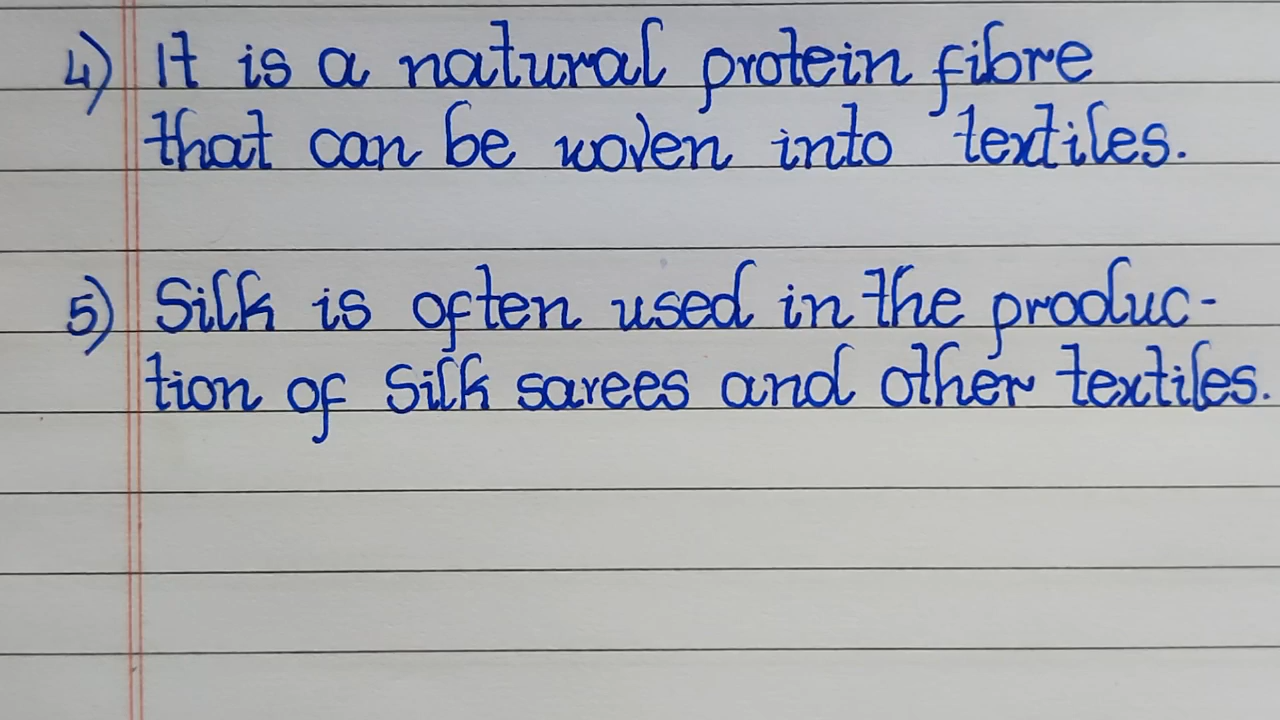 4) It is a natural protein fibre
that can be woven into textiles.
5) Silk is often used in the produc-
tion of Silk sarees and other textiles.